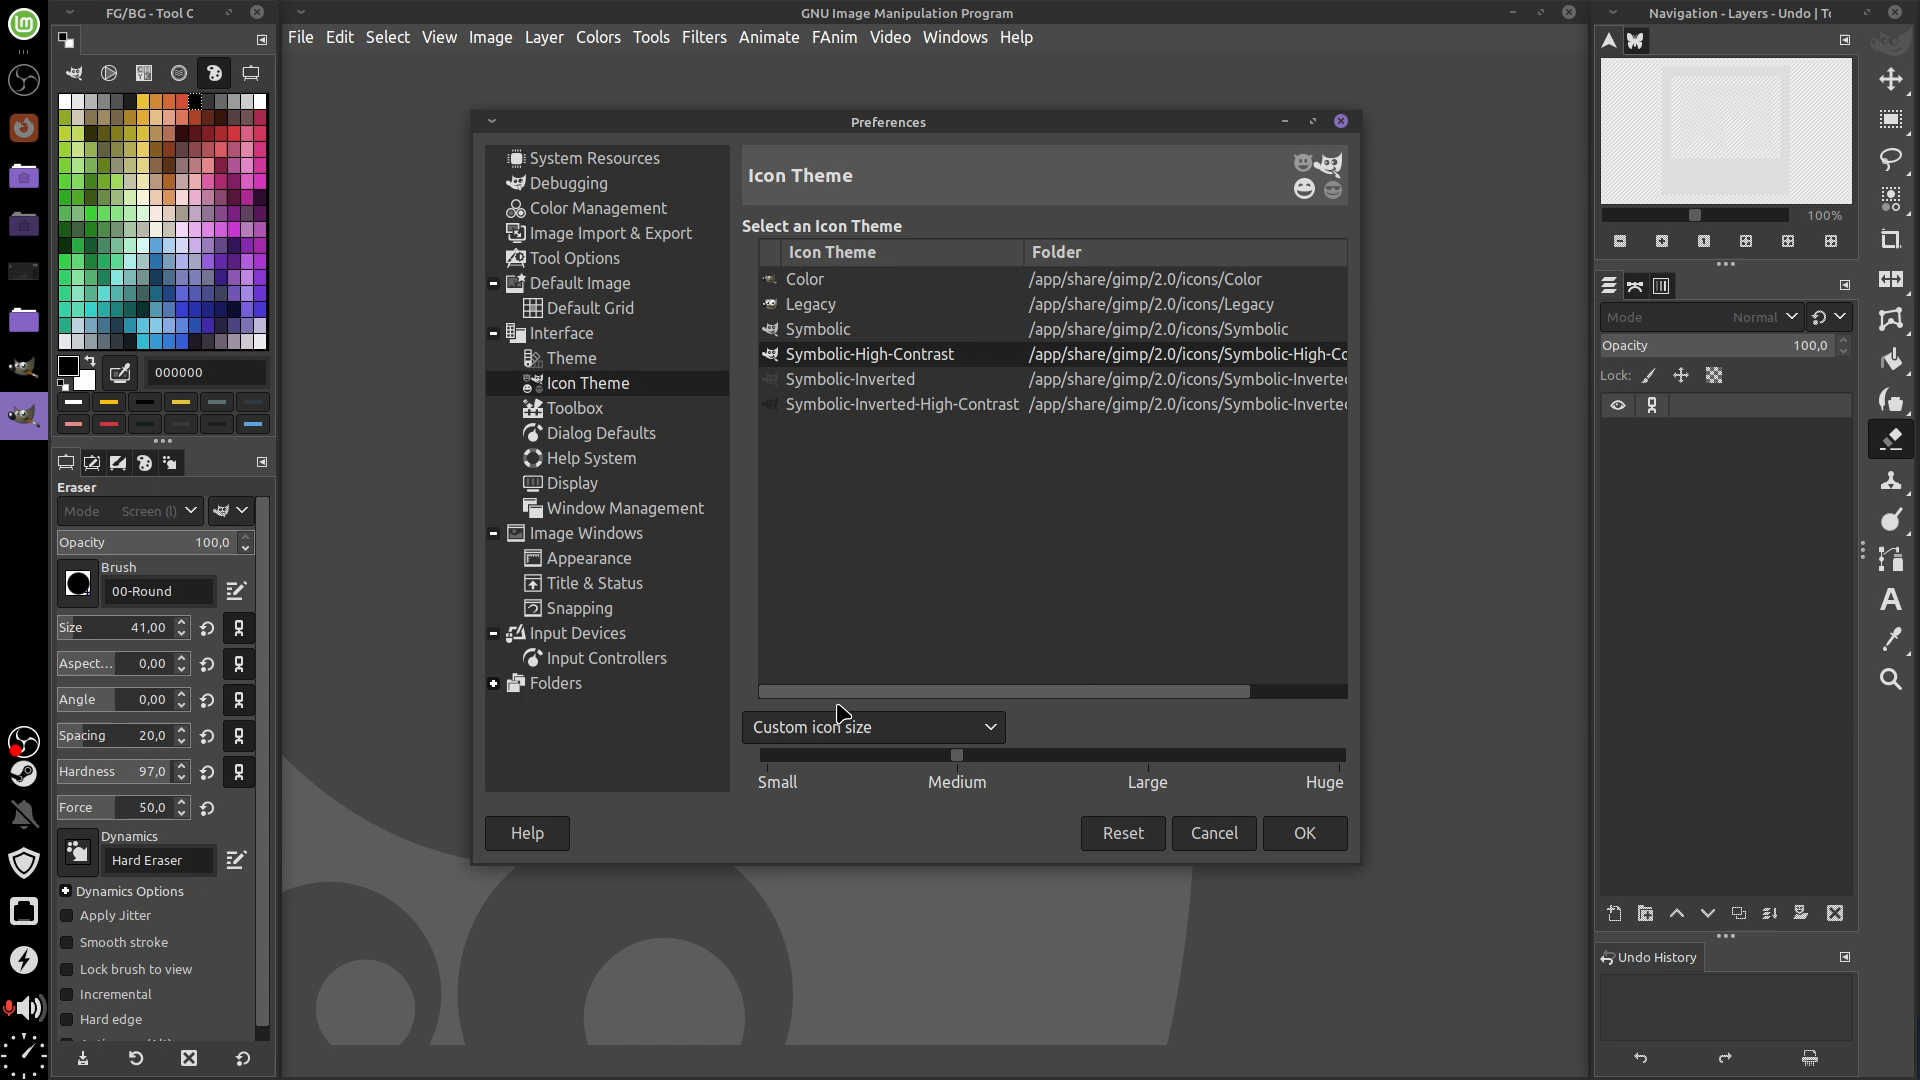 FG/BG - Tool C
GNU Image Manipulation Program
Navigation - Layers - Undo | To
File Edit Select View Image Layer Colors Tools Filters Animate FAnim Video Windows Help
000000
Eraser
Mode Screen (l)
Opacity 100,0
Brush
00-Round
Size 41,00
Aspect... 0,00
Angle 0,00
Spacing 20,0
Hardness 97,0
Force 50,0
Dynamics
Hard Eraser
Dynamics Options
Apply Jitter
Smooth stroke
Lock brush to view
Incremental
Hard edge
Preferences
System Resources
Debugging
Color Management
Image Import & Export
Tool Options
Default Image
Default Grid
Interface
Theme
Icon Theme
Toolbox
Dialog Defaults
Help System
Display
Window Management
Image Windows
Appearance
Title & Status
Snapping
Input Devices
Input Controllers
Folders
Icon Theme
Select an Icon Theme
Icon Theme Folder
Color /app/share/gimp/2.0/icons/Color
Legacy /app/share/gimp/2.0/icons/Legacy
Symbolic /app/share/gimp/2.0/icons/Symbolic
Symbolic-High-Contrast /app/share/gimp/2.0/icons/Symbolic-High-Co
Symbolic-Inverted /app/share/gimp/2.0/icons/Symbolic-Inverted
Symbolic-Inverted-High-Contrast /app/share/gimp/2.0/icons/Symbolic-Inverted
Custom icon size
Small Medium Large Huge
Help Reset Cancel OK
100%
Mode Normal
Opacity 100,0
Lock:
Undo History